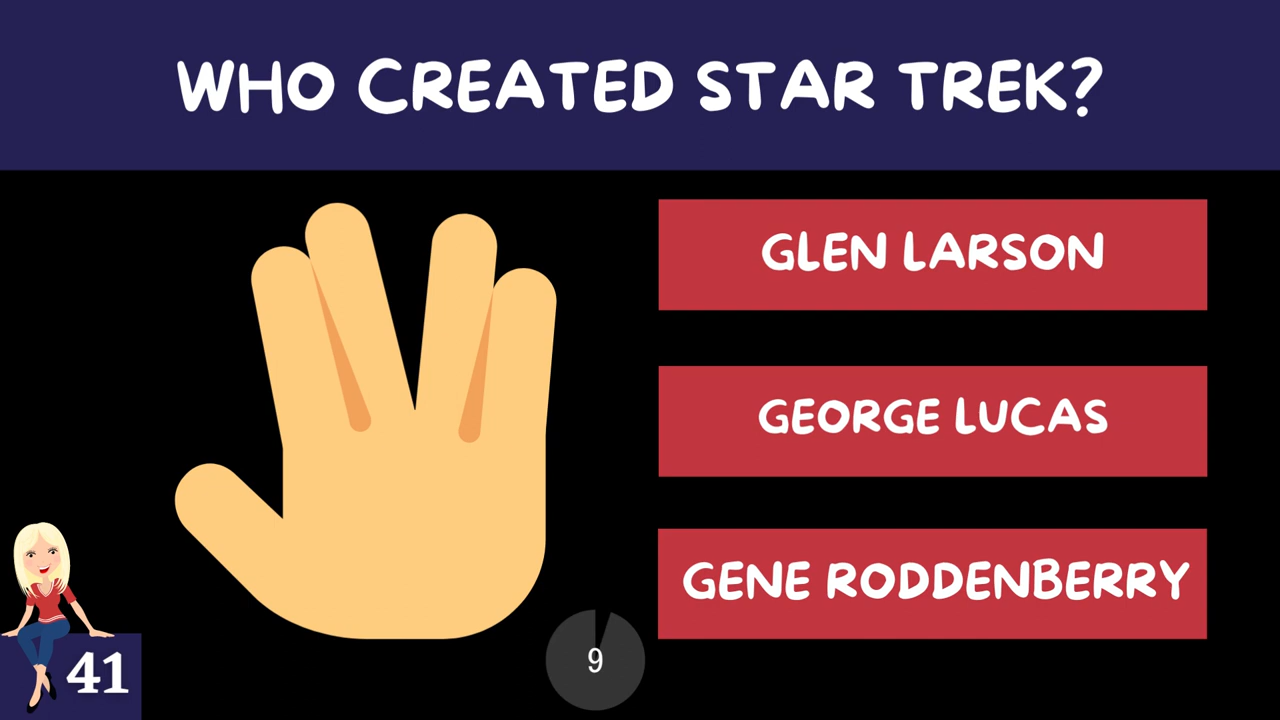 WHO CREATED STAR TREK?
GLEN LARSON
GEORGE LUCAS
GENE RODDENBERRY
9
41